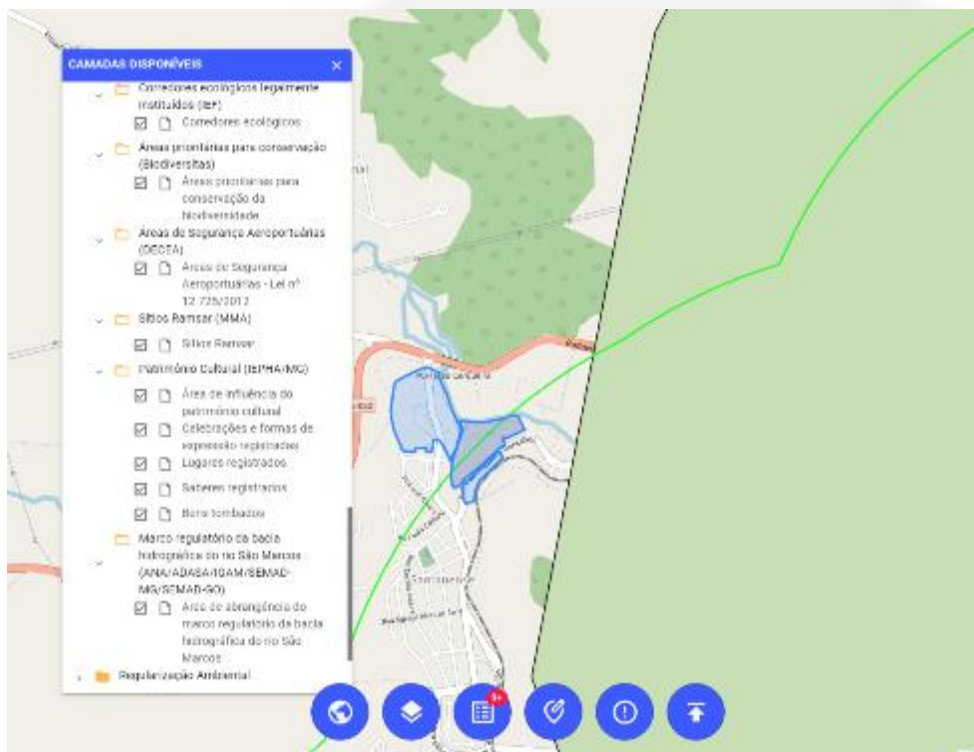 CAMADAS DISPONÍVEIS
Corredores ecológicos legalmente
instituídos (IEF)
Corredores ecológicos
Áreas prioritárias para conservação
(Biodiversitas)
Áreas prioritárias para
conservação da
biodiversidade
Áreas de Segurança Aeroportuárias
(DECEA)
Áreas de Segurança
Aeroportuárias - Lei nº
12.725/2012
Sítios Ramsar (MMA)
Sítios Ramsar
Patrimônio Cultural (IEPHA/MG)
Área de influência do
patrimônio cultural
Celebrações e formas de
expressão registradas
Lugares registrados
Saberes registrados
Bens tombados
Marco regulatório da bacia
hidrográfica do rio São Marcos
(ANA/ADASA/IGAM/SEMAD-
MG/SEMAD-GO)
Área de abrangência do
marco regulatório da bacia
hidrográfica do rio São
Marcos
Regularização Ambiental
Santanense
9+